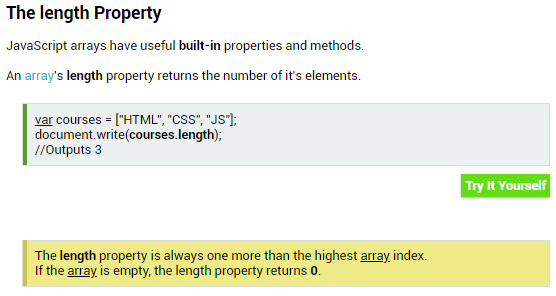 The length Property
JavaScript arrays have useful built-in properties and methods.
An array's length property returns the number of it's elements.
var courses = ["HTML", "CSS", "JS"];
document.write(courses.length);
//Outputs 3
Try It Yourself
The length property is always one more than the highest array index.
If the array is empty, the length property returns 0.